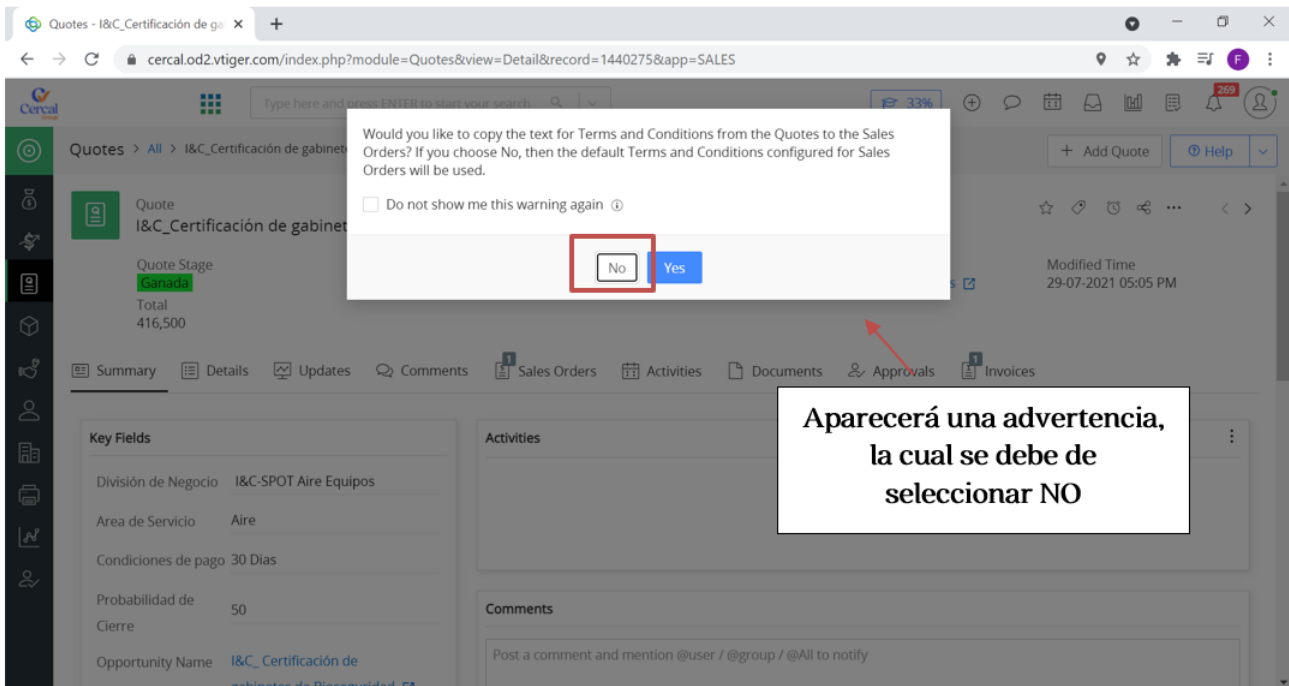 Quotes - I&C_Certificación de ga
cercal.od2.vtiger.com/index.php?module=Quotes&view=Detail&record=1440275&app=SALES
F
Cercal
Group
Type here and press ENTER to start your search
33%
269
Quotes > All > I&C_Certificación de gabinet
+ Add Quote
Help
Would you like to copy the text for Terms and Conditions from the Quotes to the Sales
Orders? If you choose No, then the default Terms and Conditions configured for Sales
Orders will be used.
Do not show me this warning again
No
Yes
Quote
I&C_Certificación de gabinet
Quote Stage
Ganada
Total
416,500
s
Modified Time
29-07-2021 05:05 PM
Summary
Details
Updates
Comments
1
Sales Orders
Activities
Documents
Approvals
1
Invoices
Aparecerá una advertencia,
la cual se debe de
seleccionar NO
Key Fields
División de Negocio I&C-SPOT Aire Equipos
Area de Servicio Aire
Condiciones de pago 30 Dias
Probabilidad de
Cierre
50
Opportunity Name I&C_ Certificación de
gabinetes de Bioseguridad
Activities
Comments
Post a comment and mention @user / @group / @All to notify